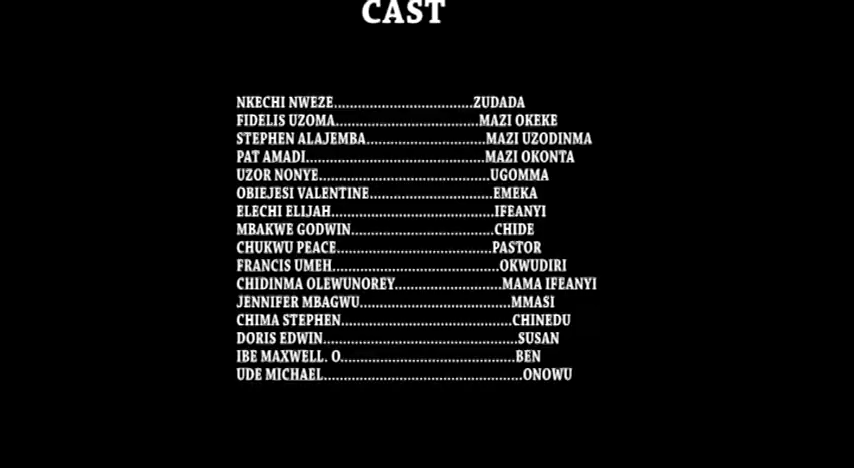 CAST
NKECHI NWEZE..................................ZUDADA
FIDELIS UZOMA...................................MAZI OKEKE
STEPHEN ALAJEMBA.............................MAZI UZODINMA
PAT AMADI............................................MAZI OKONTA
UZOR NONYE..........................................UGOMMA
OBIEJESI VALENTINE..............................EMEKA
ELECHI ELIJAH........................................IFEANYI
MBAKWE GODWIN...................................CHIDE
CHUKWU PEACE......................................PASTOR
FRANCIS UMEH.........................................OKWUDIRI
CHIDINMA OLEWUNOREY..........................MAMA IFEANYI
JENNIFER MBAGWU.....................................MMASI
CHIMA STEPHEN..........................................CHINEDU
DORIS EDWIN................................................SUSAN
IBE MAXWELL. O...........................................BEN
UDE MICHAEL.................................................ONOWU